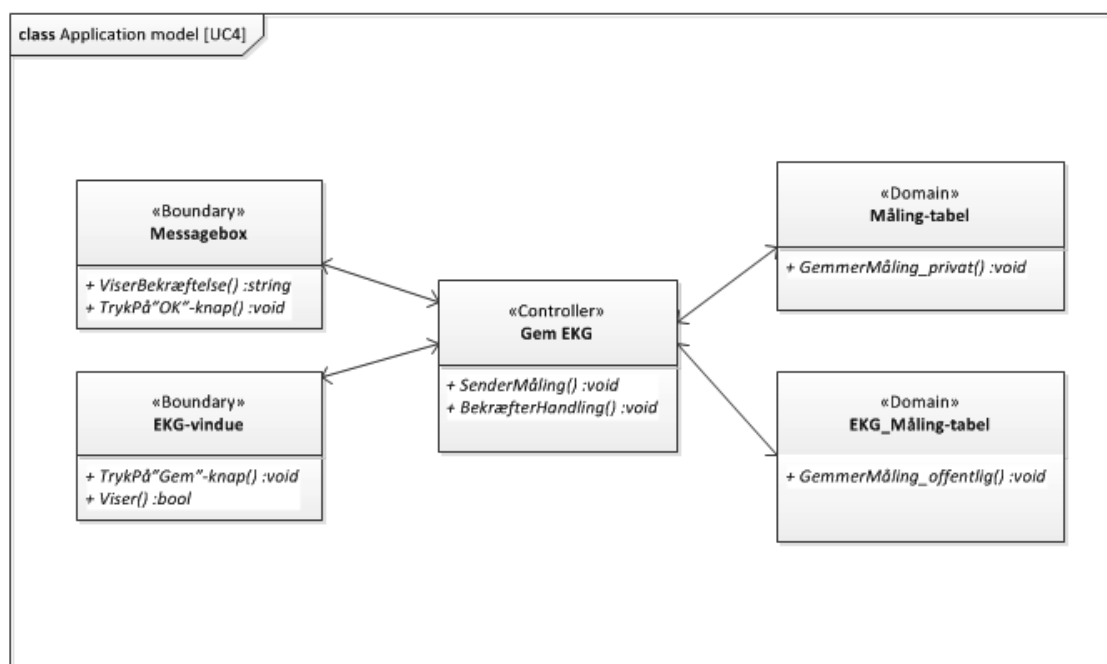 class Application model [UC4]
«Boundary»
Messagebox
+ ViserBekræftelse() :string
+ TrykPå"OK"-knap() :void
«Boundary»
EKG-vindue
+ TrykPå"Gem"-knap() :void
+ Viser() :bool
«Controller»
Gem EKG
+ SenderMåling() :void
+ BekræfterHandling() :void
«Domain»
Måling-tabel
+ GemmerMåling_privat() :void
«Domain»
EKG_Måling-tabel
+ GemmerMåling_offentlig() :void